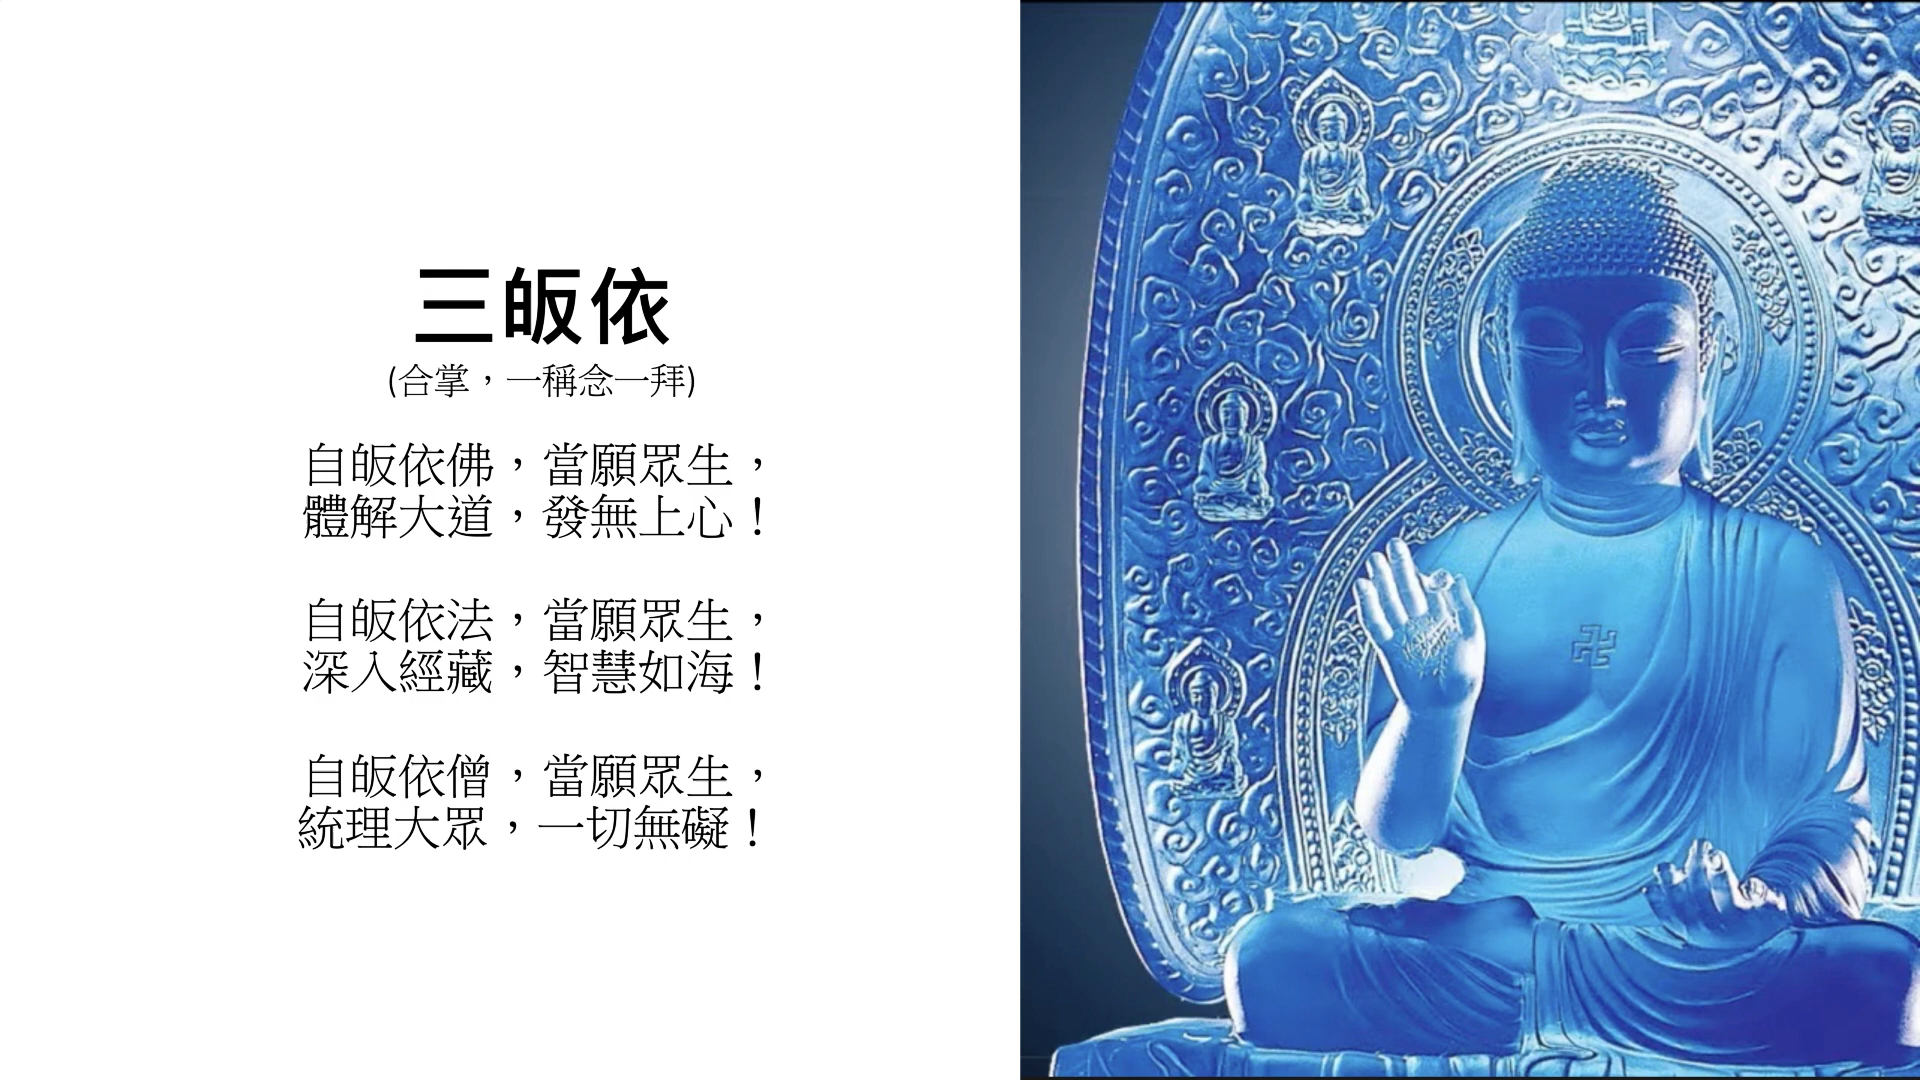 三皈依
(合掌，一稱念一拜)
自皈依佛，當願眾生，
體解大道，發無上心！
自皈依法，當願眾生，
深入經藏，智慧如海！
自皈依僧，當願眾生，
統理大眾，一切無礙！
卍